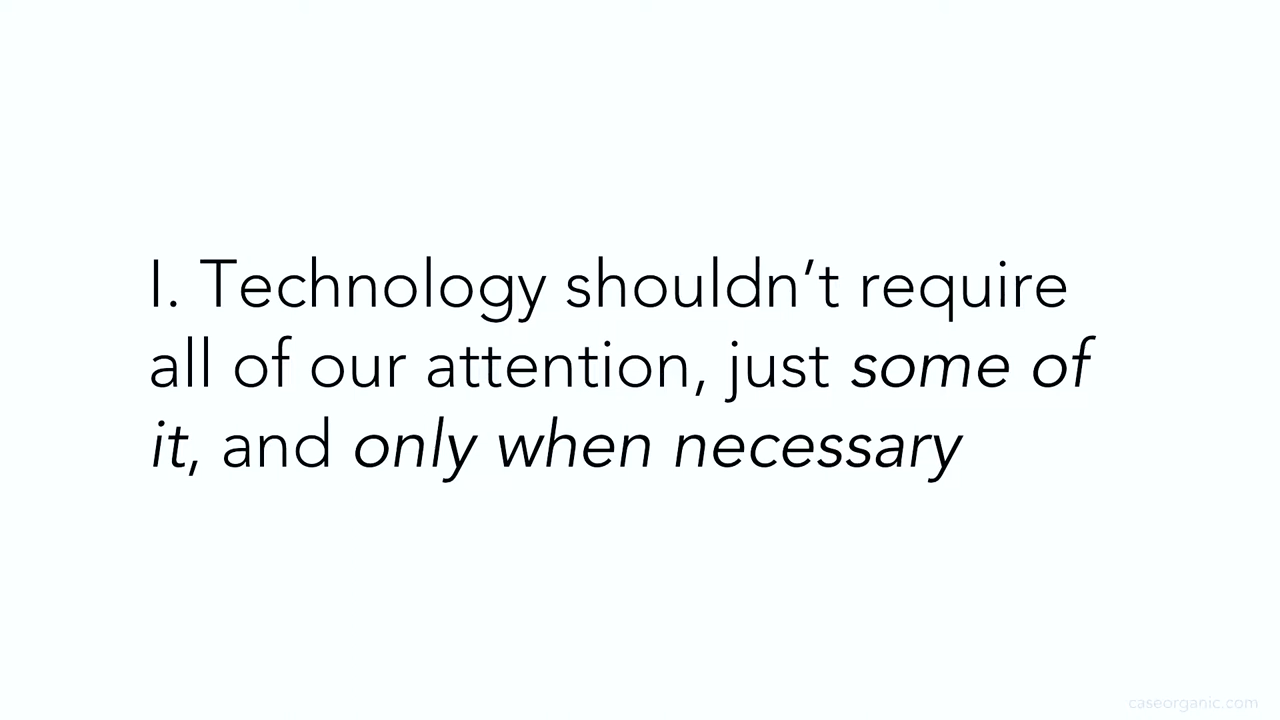 I. Technology shouldn’t require
all of our attention, just some of
it, and only when necessary
caseorganic.com